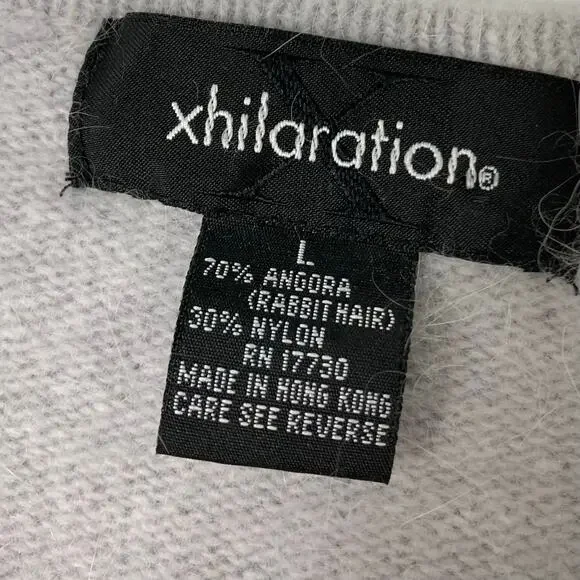 xhilaration®
L
70% ANGORA
(RABBIT HAIR)
30% NYLON
RN 17730
MADE IN HONG KONG
CARE SEE REVERSE